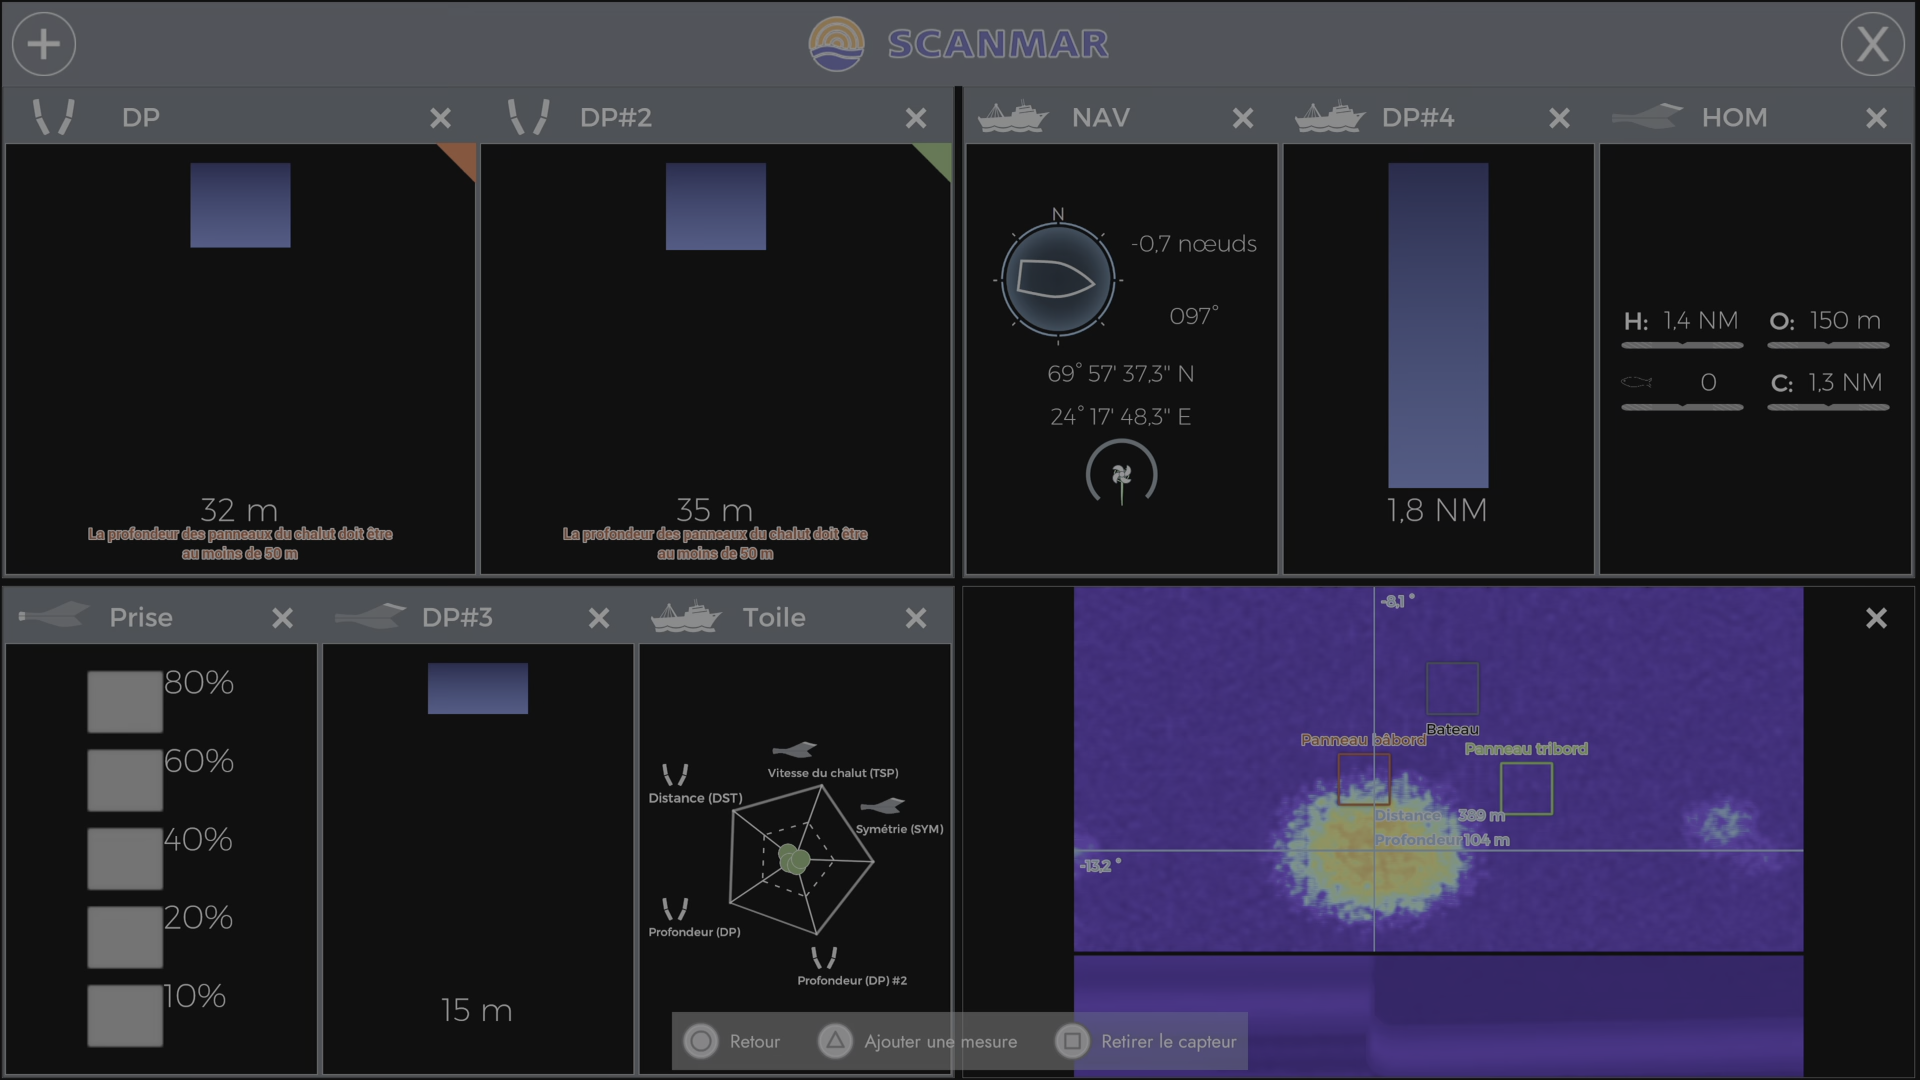 SCANMAR
DP
DP#2
NAV
DP#4
HOM
32 m
La profondeur des panneaux du chalut doit être
au moins de 50 m
35 m
La profondeur des panneaux du chalut doit être
au moins de 50 m
N
-0,7 nœuds
097°
69° 57' 37,3" N
24° 17' 48,3" E
1,8 NM
H: 1,4 NM
O: 150 m
0
C: 1,3 NM
Prise
DP#3
Toile
80%
60%
40%
20%
10%
15 m
Vitesse du chalut (TSP)
Distance (DST)
Symétrie (SYM)
Profondeur (DP)
Profondeur (DP) #2
-8,1 °
Bateau
Panneau bâbord
Panneau tribord
Distance 389 m
Profondeur 104 m
-13,2 °
Retour
Ajouter une mesure
Retirer le capteur